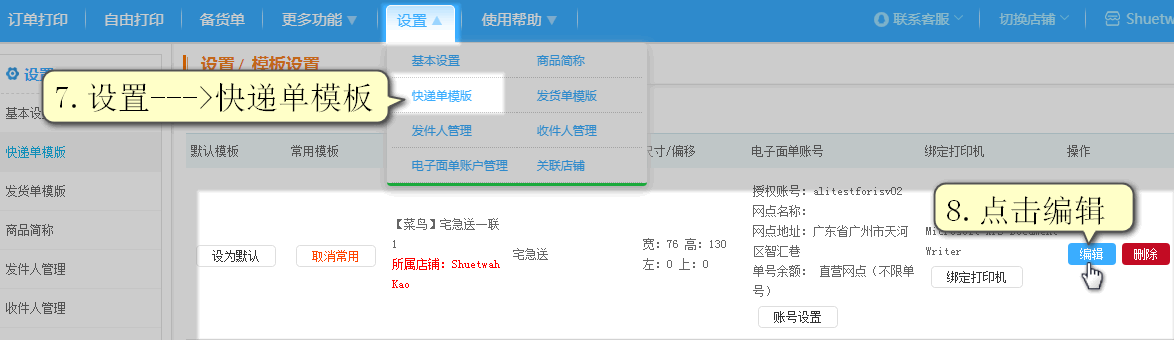 订单打印 自由打印 备货单 更多功能 设置 使用帮助 联系客服 切换店铺
设置 设置/ 模板设置 基本设置 商品简称
7.设置--->快递单模板 快递单模版 发货单模版
基本设
发件人管理 收件人管理
快递单模版 默认模板 常用模板 尺寸/偏移 电子面单账号 绑定打印机 操作
电子面单账户管理 关联店铺
发货单模版
商品简称
发件人管理
收件人管理
设为默认
取消常用
【菜鸟】宅急送一联
1
所属店铺：Shuetwah
Kao
宅急送
宽：76 高：130
左：0 上：0
授权账号：alitestforisv02
网点名称：
网点地址：广东省广州市天河
区智汇巷
单号余额： 直营网点（不限单
号）
账号设置
8.点击编辑
Writer
绑定打印机
编辑 删除